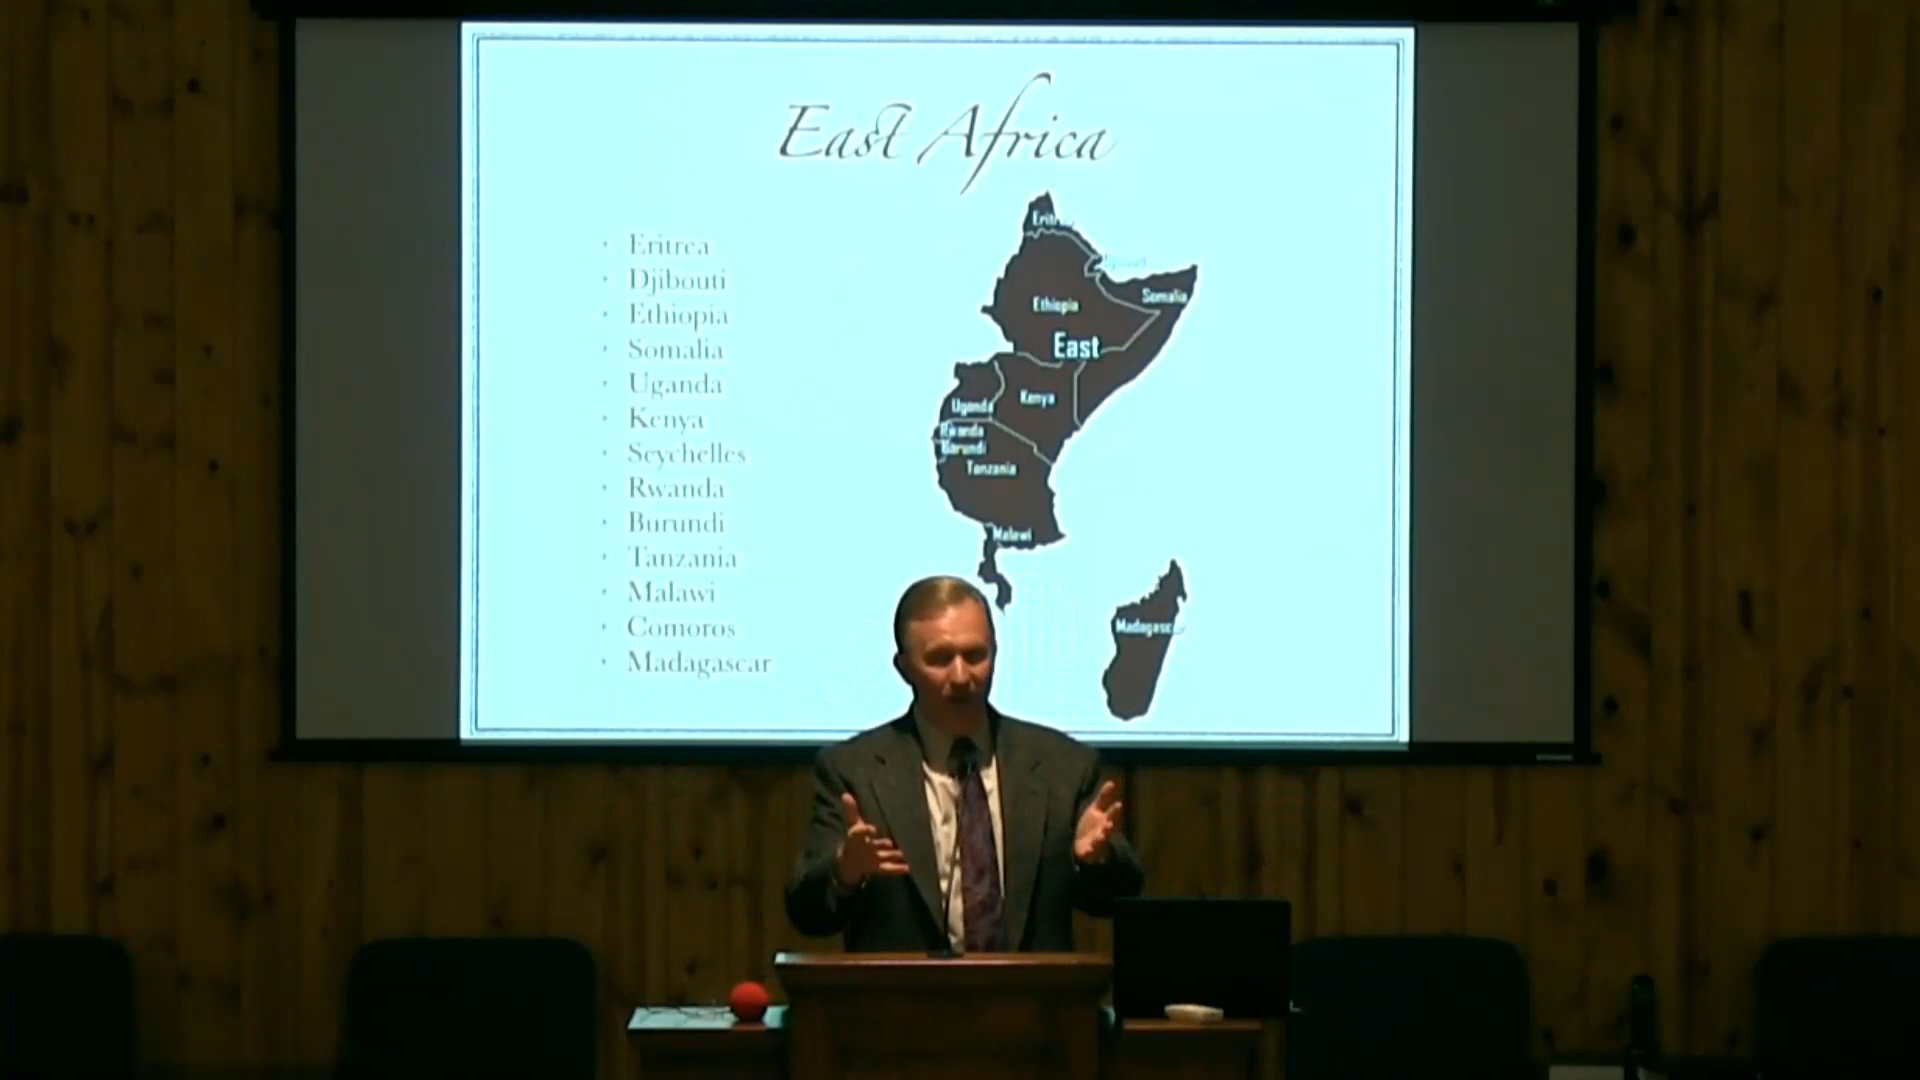 East Africa
Eritrea
Djibouti
Ethiopia
Somalia
Uganda
Kenya
Seychelles
Rwanda
Burundi
Tanzania
Malawi
Comoros
Madagascar
Ethiopia
Somalia
East
Kenya
Uganda
Rwanda
Burundi
Tanzania
Malawi